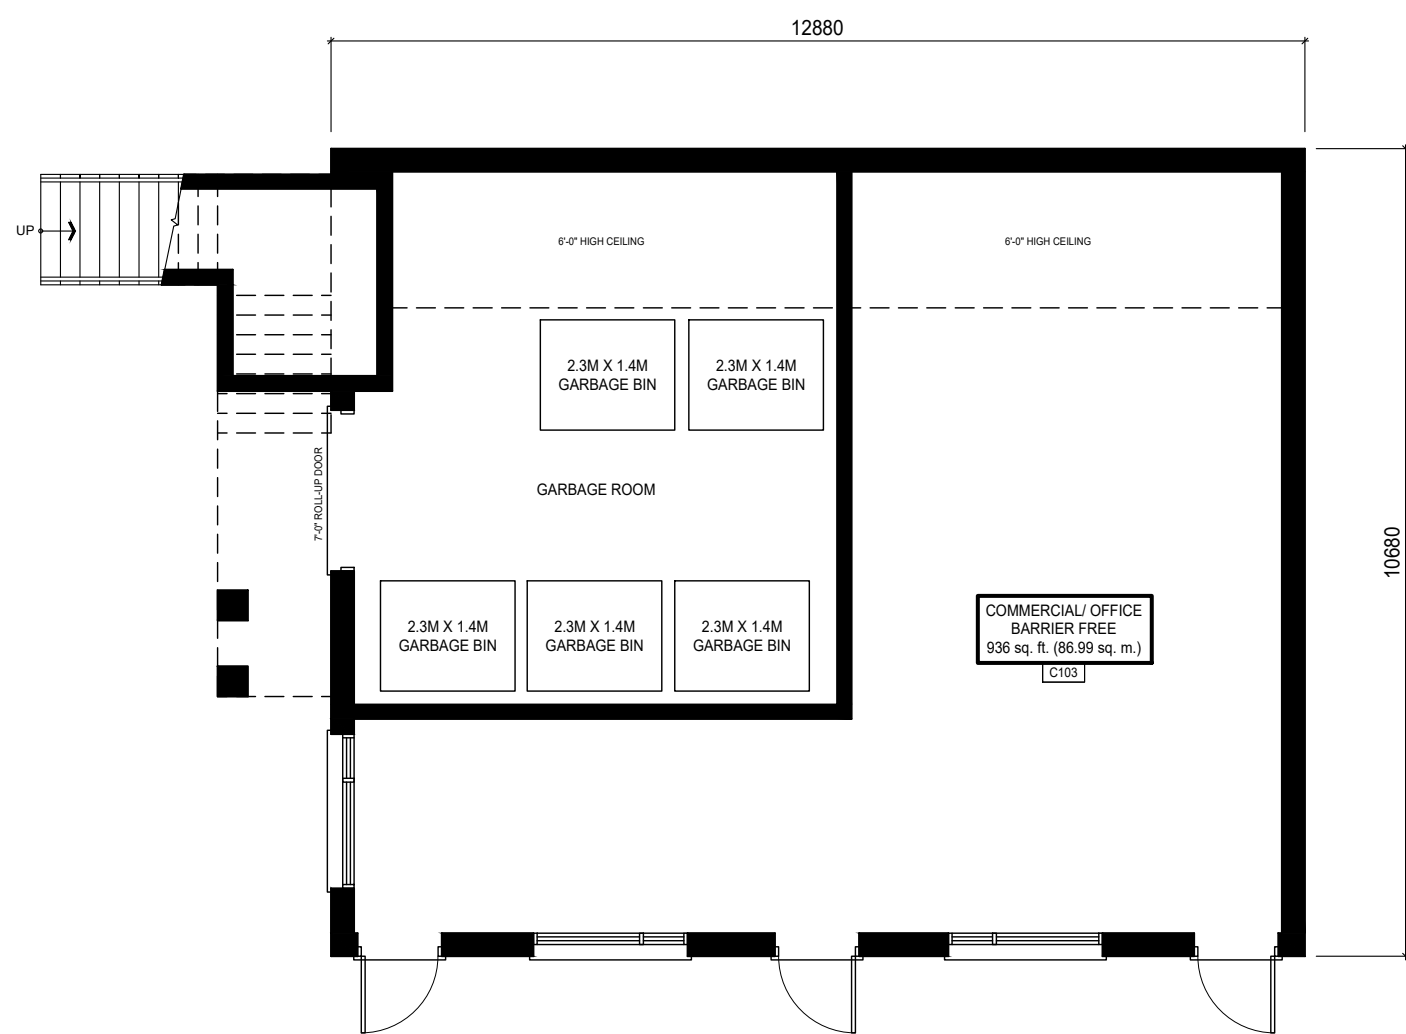 12880
UP
6'-0" HIGH CEILING
6'-0" HIGH CEILING
2.3M X 1.4M
GARBAGE BIN
2.3M X 1.4M
GARBAGE BIN
7'-0" ROLL-UP DOOR
GARBAGE ROOM
10680
2.3M X 1.4M
GARBAGE BIN
2.3M X 1.4M
GARBAGE BIN
2.3M X 1.4M
GARBAGE BIN
COMMERCIAL/ OFFICE
BARRIER FREE
936 sq. ft. (86.99 sq. m.)
C103